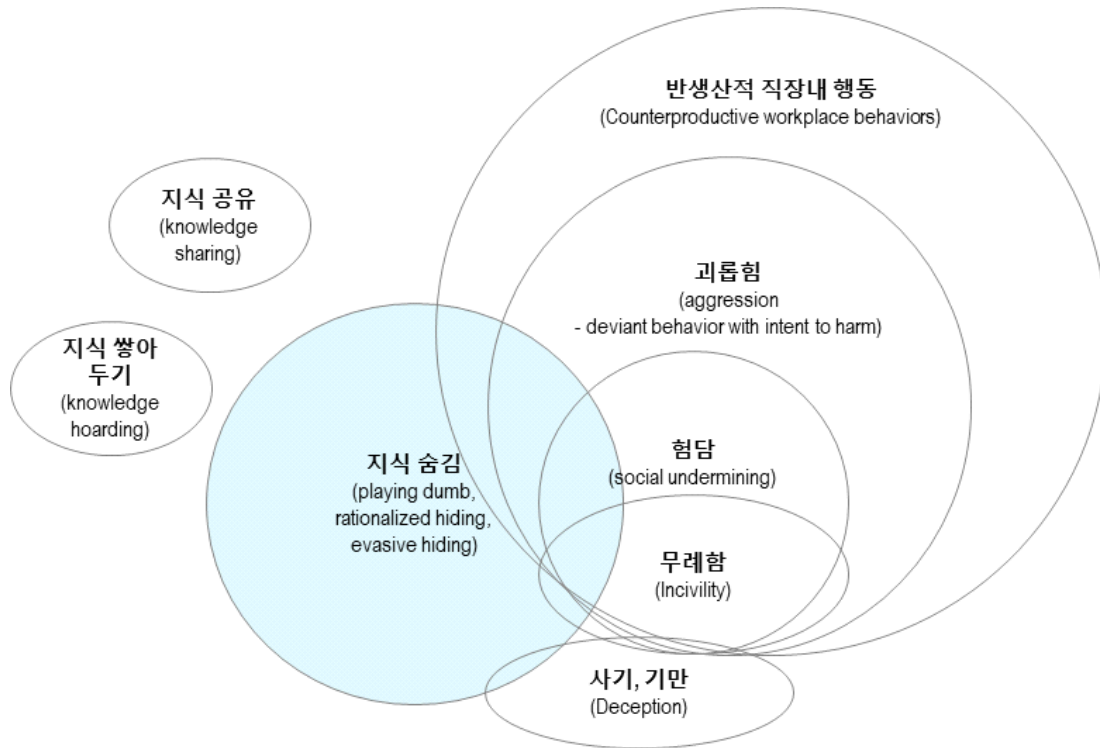 반생산적 직장내 행동
(Counterproductive workplace behaviors)
지식 공유
(knowledge
sharing)
괴롭힘
(aggression
- deviant behavior with intent to harm)
지식 쌓아
두기
(knowledge
hoarding)
지식 숨김
(playing dumb,
rationalized hiding,
evasive hiding)
험담
(social undermining)
무례함
(Incivility)
사기, 기만
(Deception)